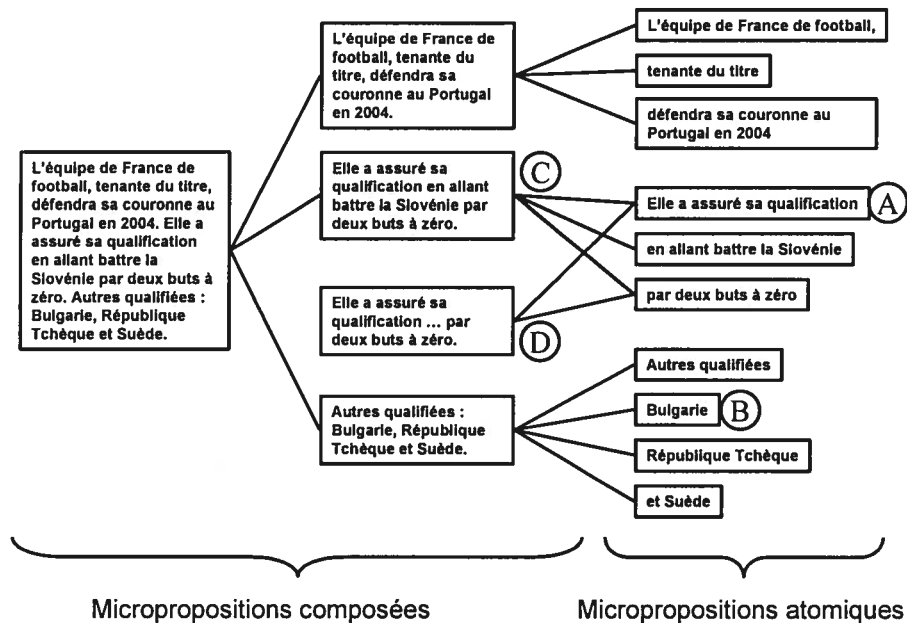 L'équipe de France de
football, tenante du titre,
défendra sa couronne au
Portugal en 2004. Elle a
assuré sa qualification
en allant battre la
Slovénie par deux buts à
zéro. Autres qualifiées :
Bulgarie, République
Tchèque et Suède.
L'équipe de France de
football, tenante du
titre, défendra sa
couronne au Portugal
en 2004.
Elle a assuré sa
qualification en allant
battre la Slovénie par
deux buts à zéro.
C
Elle a assuré sa
qualification ... par
deux buts à zéro.
D
Autres qualifiées :
Bulgarie, République
Tchèque et Suède.
L'équipe de France de football,
tenante du titre
défendra sa couronne au
Portugal en 2004
Elle a assuré sa qualification
A
en allant battre la Slovénie
par deux buts à zéro
Autres qualifiées
Bulgarie
B
République Tchèque
et Suède
Micropropositions composées
Micropropositions atomiques